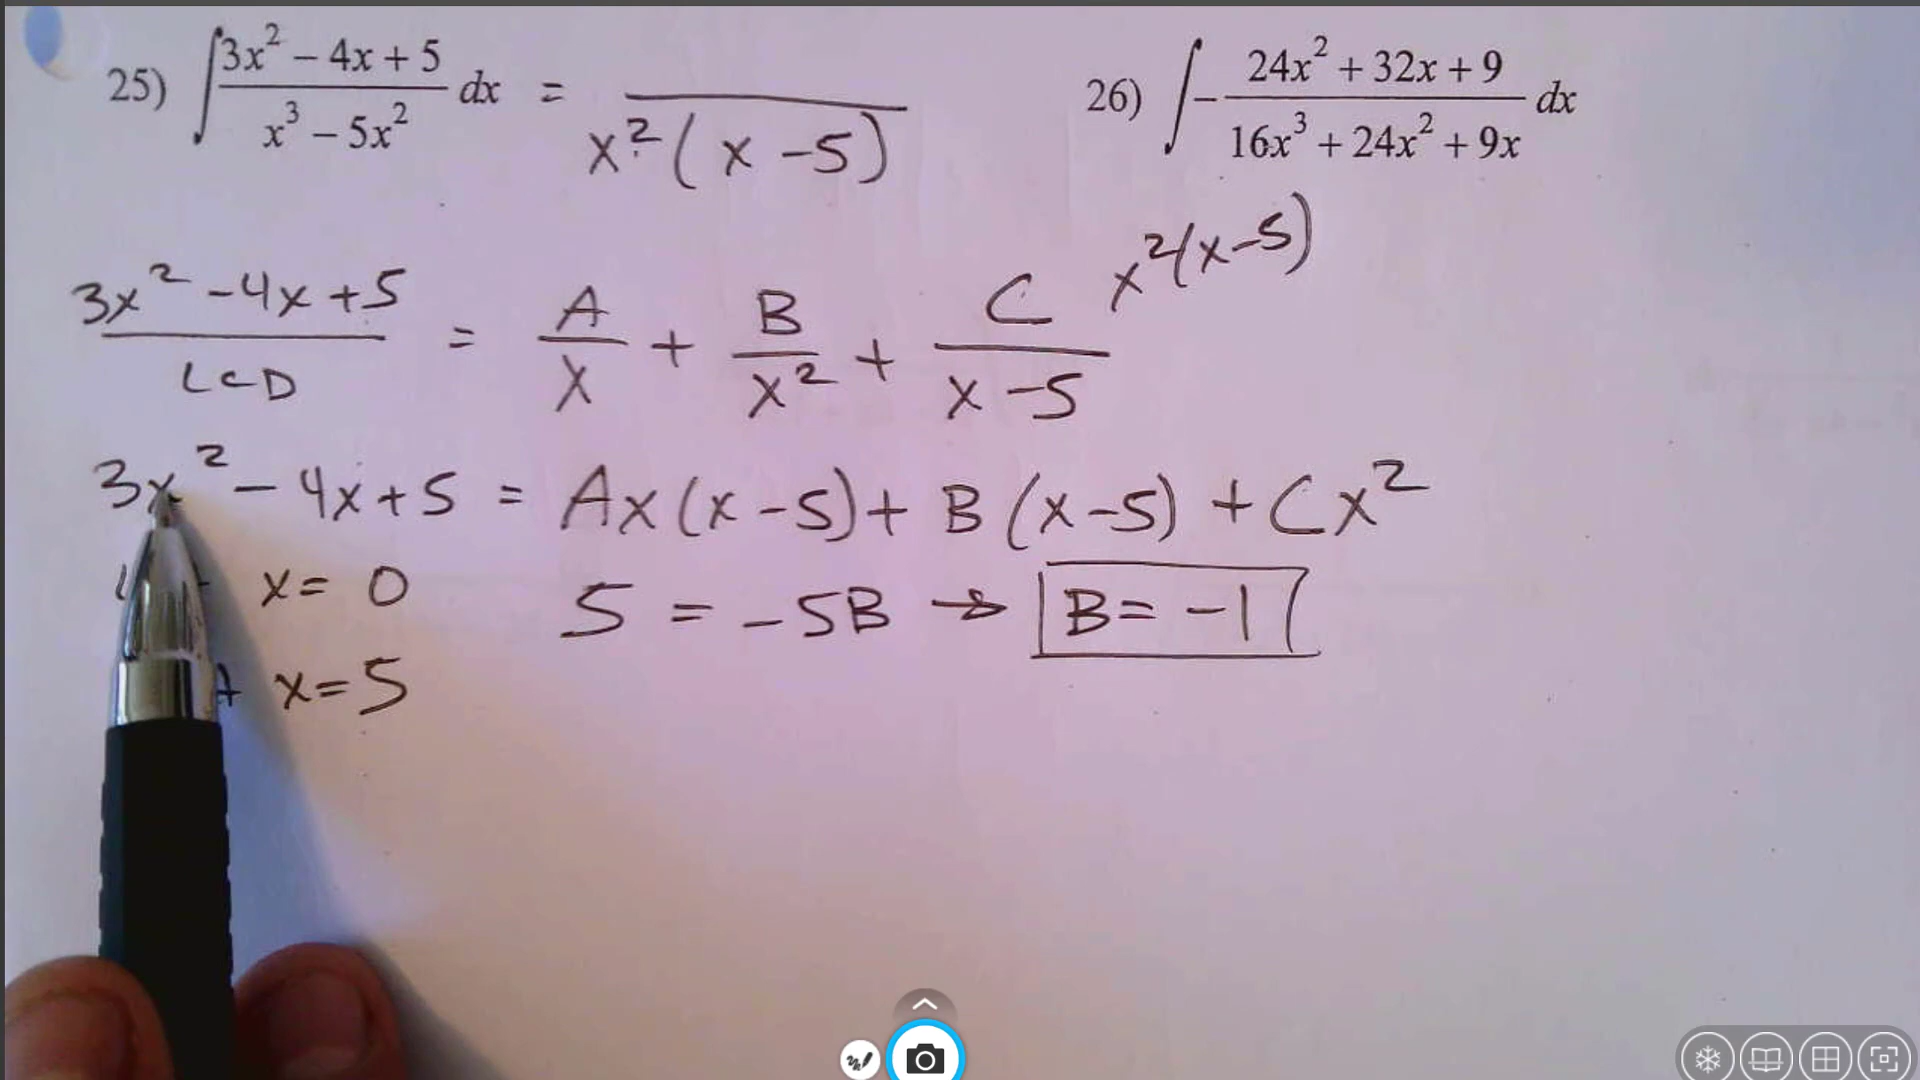 25) ∫ (3x² − 4x + 5)/(x³ − 5x²) dx = ———/(x²(x − 5))
26) ∫ − (24x² + 32x + 9)/(16x³ + 24x² + 9x) dx
(3x² − 4x + 5)/LCD = A/x + B/x² + C/(x − 5) x²(x − 5)
3x² − 4x + 5 = Ax(x − 5) + B(x − 5) + Cx²
x = 0 5 = −5B → B = −1
x = 5